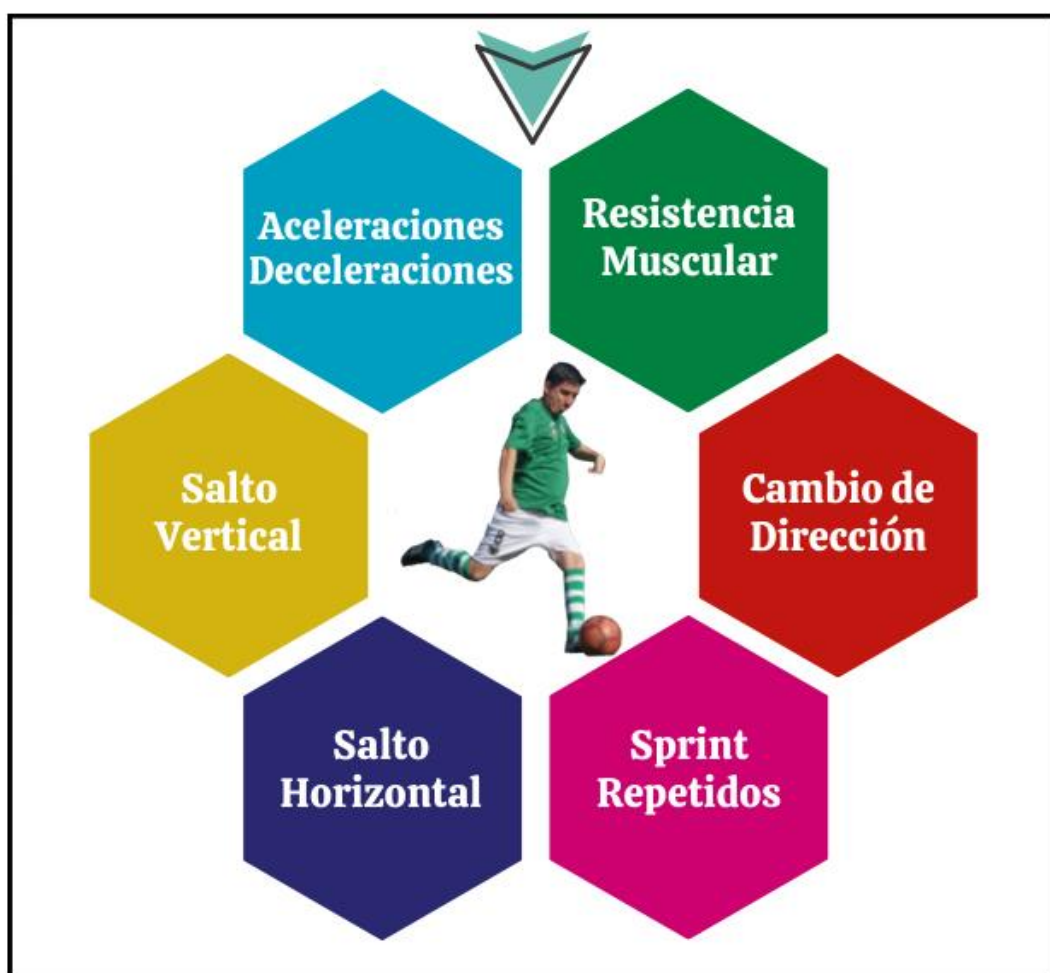 Aceleraciones
Deceleraciones
Resistencia
Muscular
Salto
Vertical
Cambio de
Dirección
Salto
Horizontal
Sprint
Repetidos